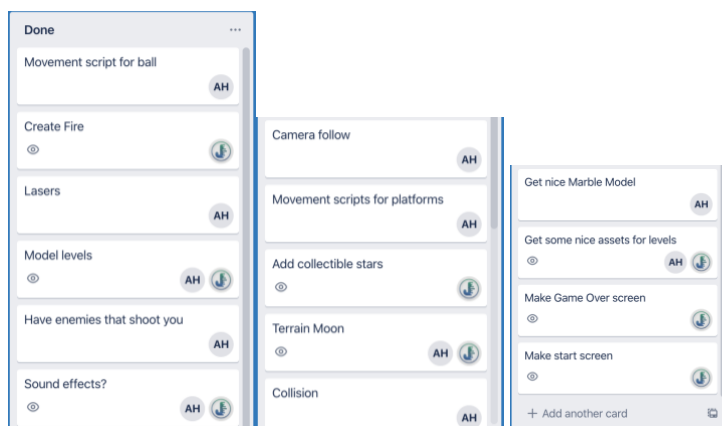 Done
Movement script for ball
AH
Create Fire
Lasers
AH
Model levels
AH
Have enemies that shoot you
AH
Sound effects?
AH
Camera follow
AH
Movement scripts for platforms
AH
Add collectible stars
Terrain Moon
AH
Collision
AH
Get nice Marble Model
AH
Get some nice assets for levels
AH
Make Game Over screen
Make start screen
+ Add another card